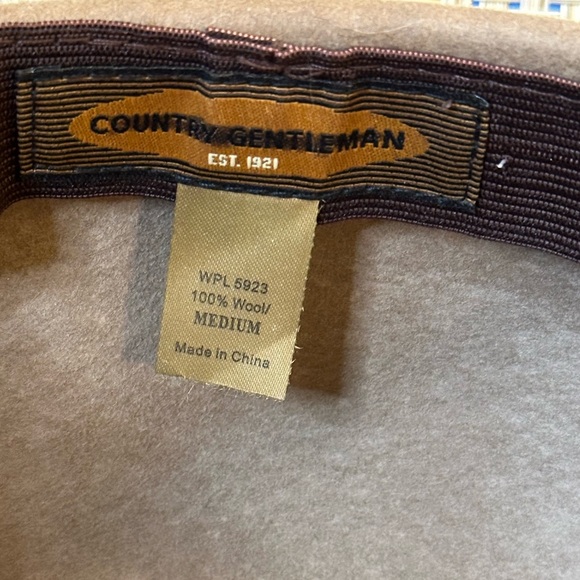 COUNTRY GENTLEMAN
EST. 1921
WPL 5923
100% Wool/
MEDIUM
Made in China